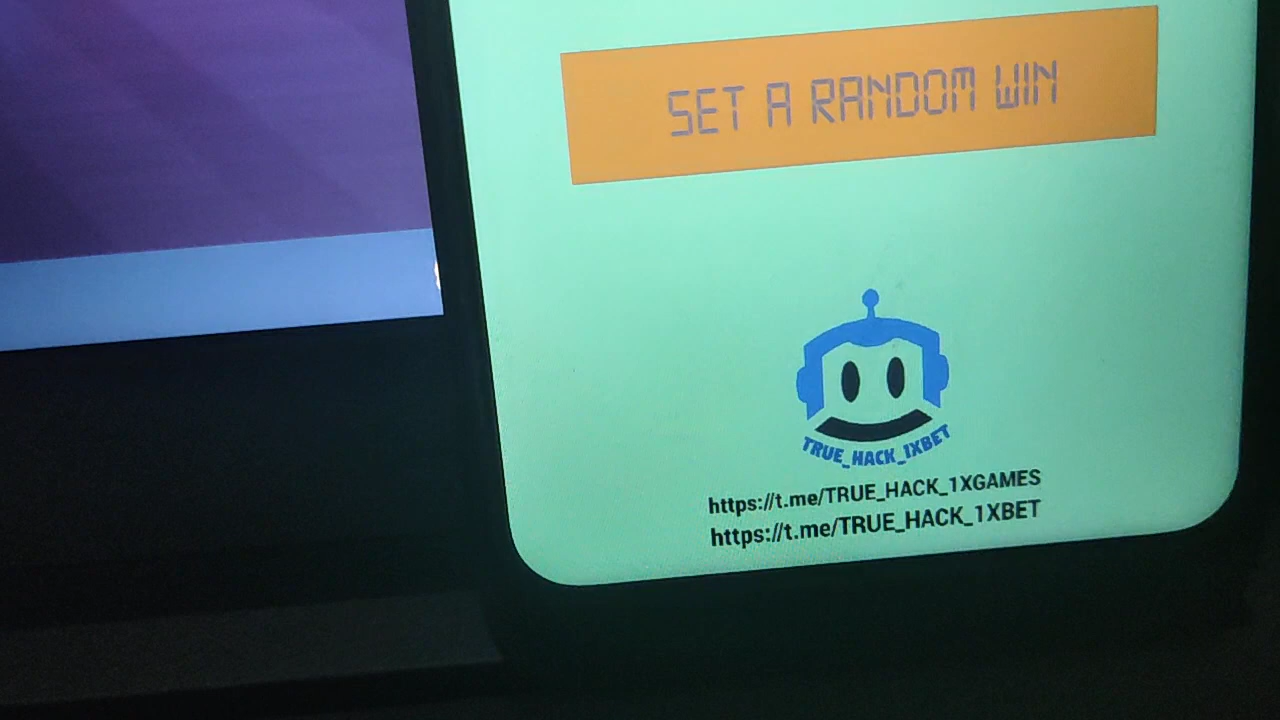 SET A RANDOM WIN
TRUE_HACK_1XBET
https://t.me/TRUE_HACK_1XGAMES
https://t.me/TRUE_HACK_1XBET